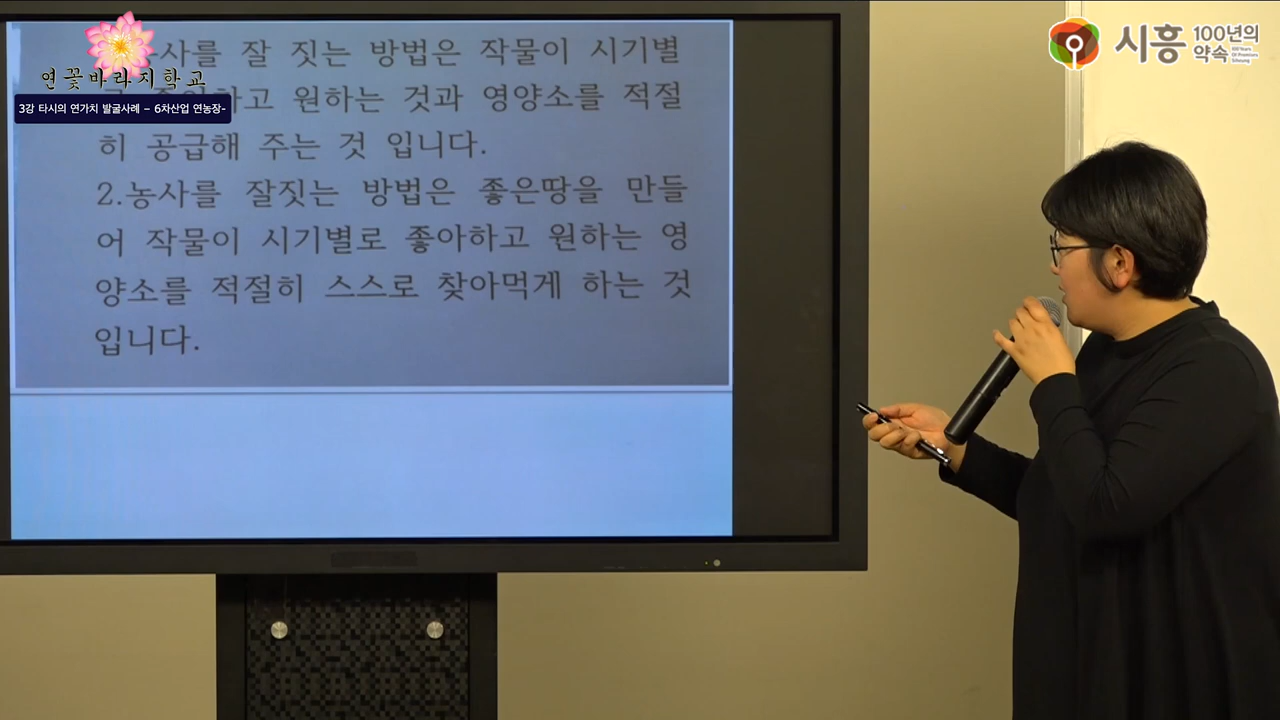 연꽃바라지학교
3강 타시의 연가치 발굴사례 – 6차산업 연농장-
시흥 100년의 약속
100 Years Of Promises Siheung
사를 잘 짓는 방법은 작물이 시기별
하고 원하는 것과 영양소를 적절
히 공급해 주는 것 입니다.
2.농사를 잘짓는 방법은 좋은땅을 만들
어 작물이 시기별로 좋아하고 원하는 영
양소를 적절히 스스로 찾아먹게 하는 것
입니다.